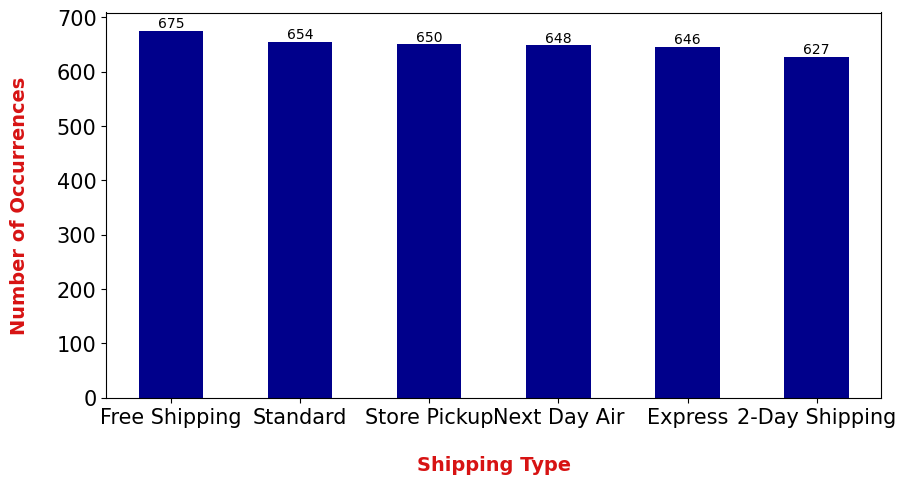 Number of Occurrences
700
600
500
400
300
200
100
0
675
654
650
648
646
627
Free Shipping
Standard
Store Pickup
Next Day Air
Express
2-Day Shipping
Shipping Type